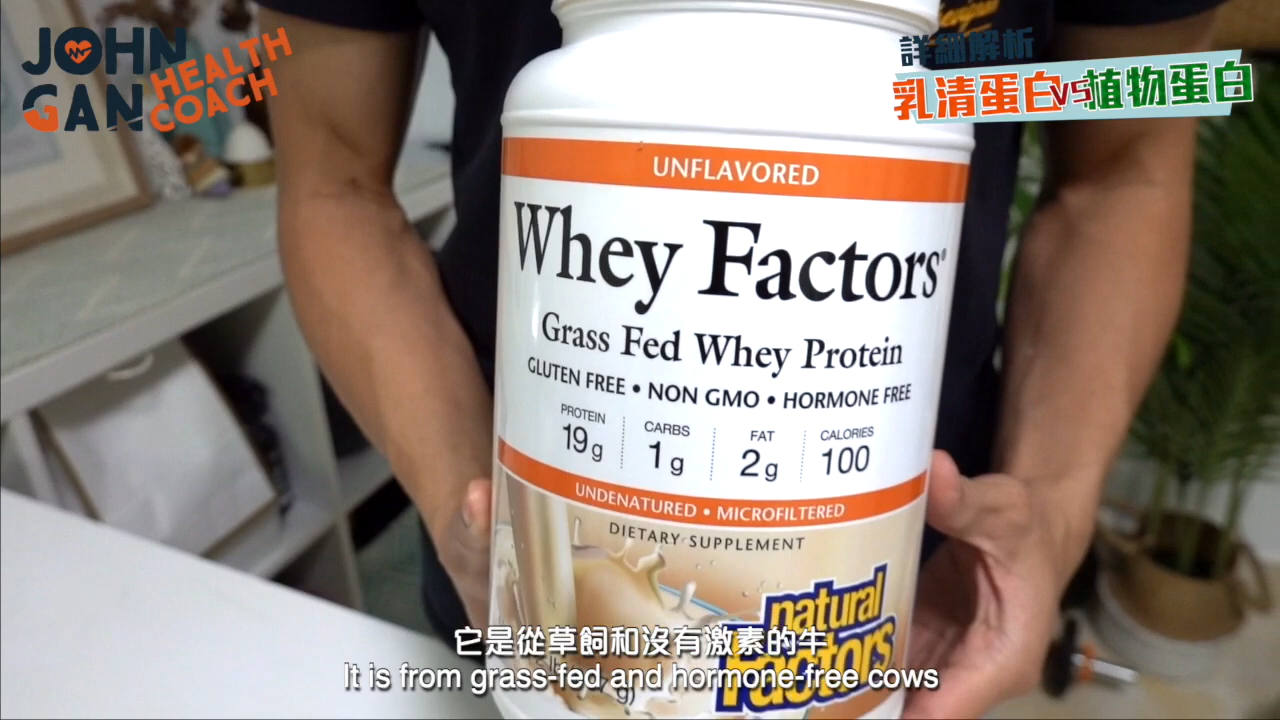 JOHN
GAN
HEALTH
COACH
詳細解析
乳清蛋白VS植物蛋白
UNFLAVORED
Whey Factors®
Grass Fed Whey Protein
GLUTEN FREE • NON GMO • HORMONE FREE
PROTEIN 19g
CARBS 1g
FAT 2g
CALORIES 100
UNDENATURED • MICROFILTERED
DIETARY SUPPLEMENT
natural
Factors
它是從草飼和沒有激素的牛
It is from grass-fed and hormone-free cows